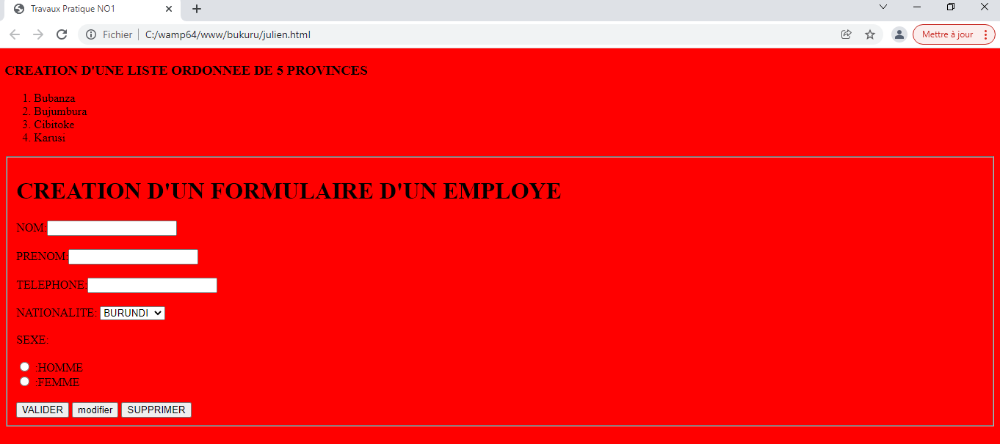 Travaux Pratique NO1
Fichier C:/wamp64/www/bukuru/julien.html Mettre à jour
CREATION D'UNE LISTE ORDONNEE DE 5 PROVINCES
1. Bubanza
2. Bujumbura
3. Cibitoke
4. Karusi
CREATION D'UN FORMULAIRE D'UN EMPLOYE
NOM:
PRENOM:
TELEPHONE:
NATIONALITE: BURUNDI
SEXE:
:HOMME
:FEMME
VALIDER modifier SUPPRIMER